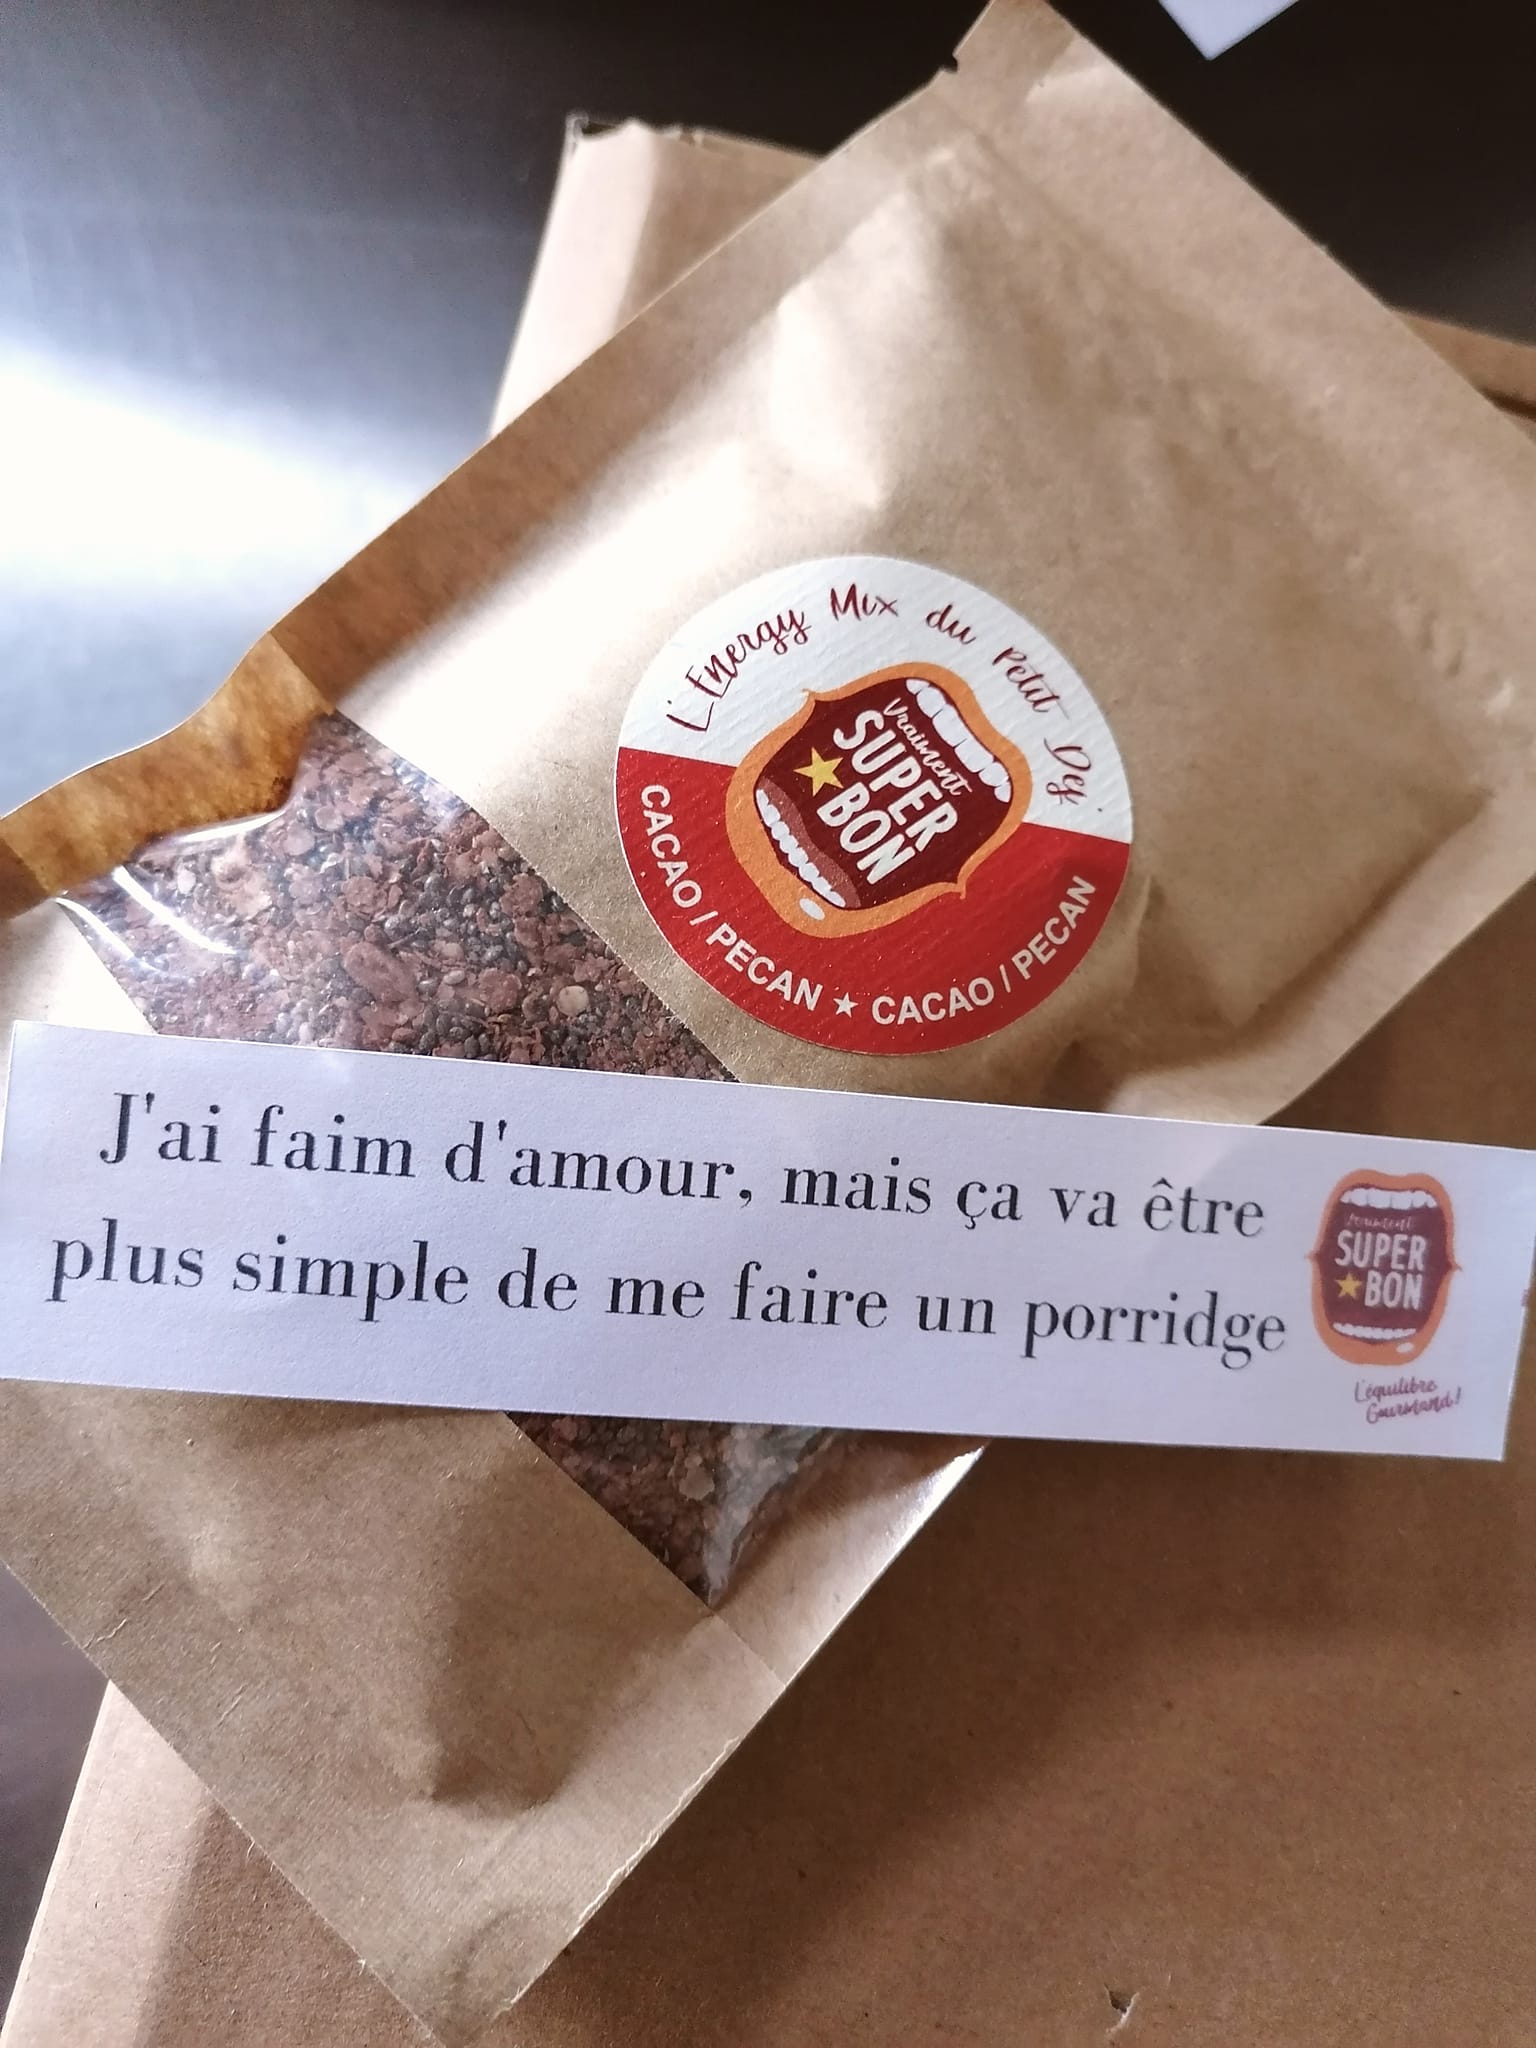 L'Energy Mix du Petit Dej
Vraiment
SUPER
BON
CACAO / PECAN ★ CACAO / PECAN
J'ai faim d'amour, mais ça va être
plus simple de me faire un porridge
Vraiment
SUPER
BON
L'équilibre
Gourmand!